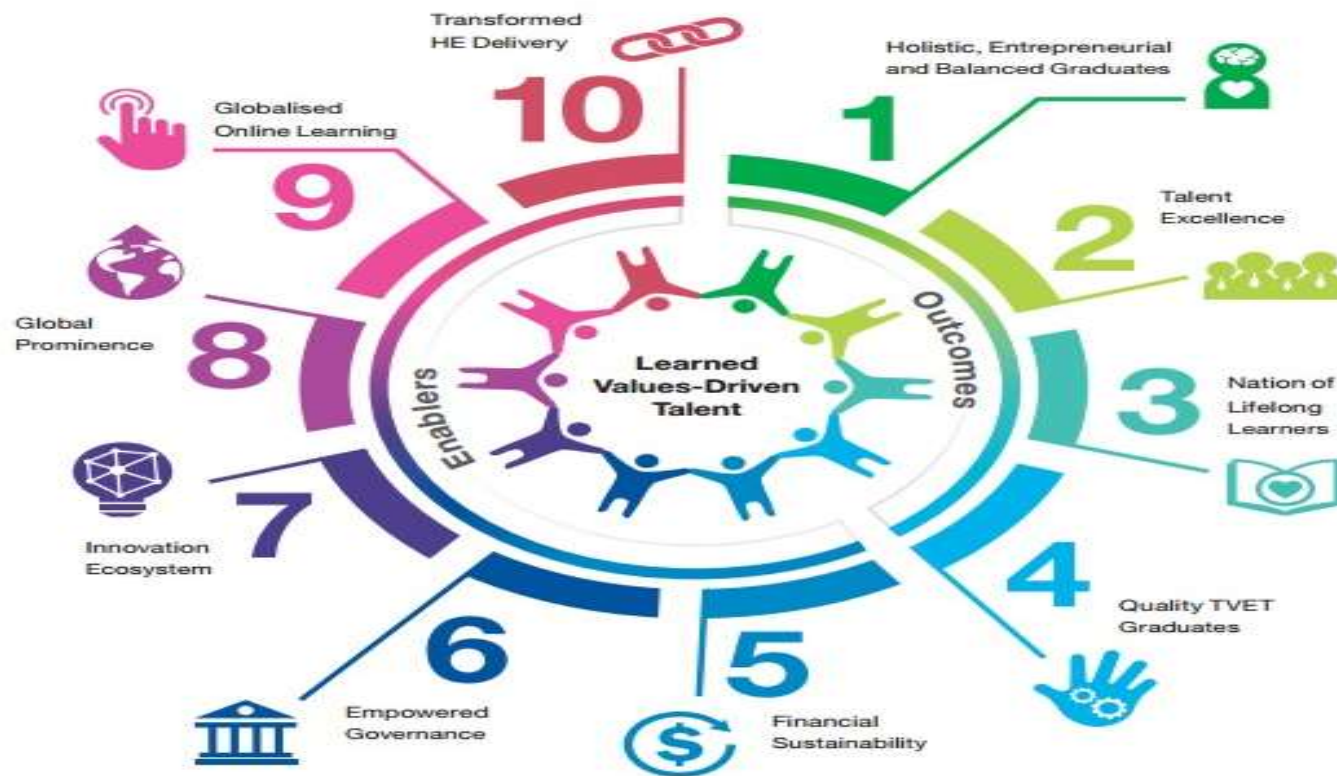 Transformed
HE Delivery
10
Holistic, Entrepreneurial
and Balanced Graduates
1
Globalised
Online Learning
9
Talent
Excellence
2
Global
Prominence
8
Nation of
Lifelong
Learners
3
Learned
Values-Driven
Talent
Enablers
Outcomes
Innovation
Ecosystem
7
Quality TVET
Graduates
4
Empowered
Governance
6
Financial
Sustainability
5
$